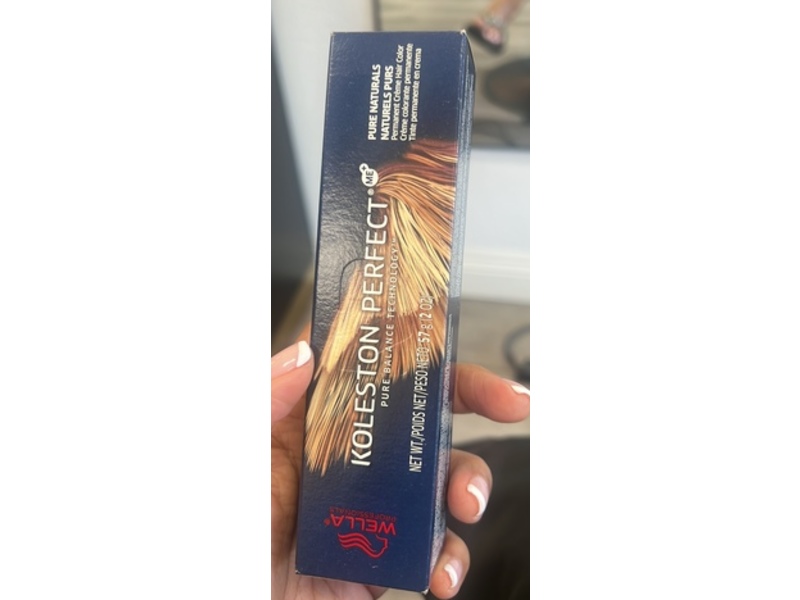 PURE NATURALS
NATURELS PURS
Permanent Crème Hair Color
Crème colorante permanente
Tinte permanente en crema
KOLESTON PERFECT® ME+
PURE BALANCE TECHNOLOGY
NET WT./POIDS NET/PESO NETO: 57 g (2 OZ)
WELLA®
PROFESSIONALS